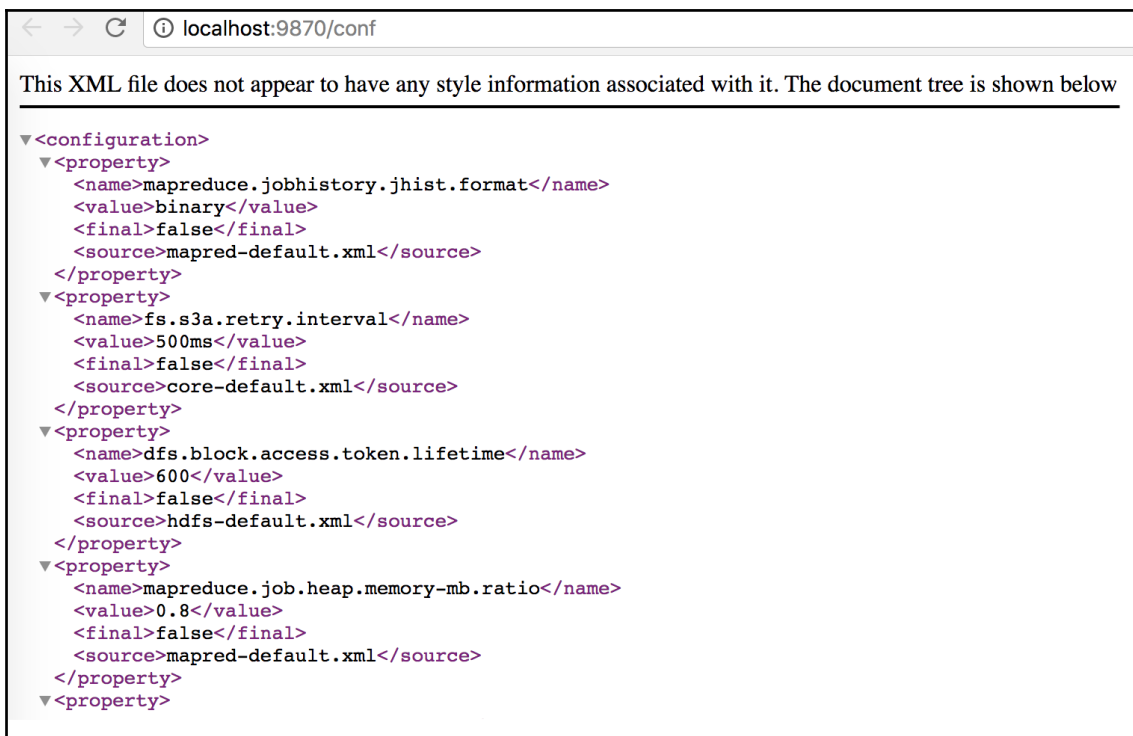 localhost:9870/conf
This XML file does not appear to have any style information associated with it. The document tree is shown below
▼<configuration>
▼<property>
<name>mapreduce.jobhistory.jhist.format</name>
<value>binary</value>
<final>false</final>
<source>mapred-default.xml</source>
</property>
▼<property>
<name>fs.s3a.retry.interval</name>
<value>500ms</value>
<final>false</final>
<source>core-default.xml</source>
</property>
▼<property>
<name>dfs.block.access.token.lifetime</name>
<value>600</value>
<final>false</final>
<source>hdfs-default.xml</source>
</property>
▼<property>
<name>mapreduce.job.heap.memory-mb.ratio</name>
<value>0.8</value>
<final>false</final>
<source>mapred-default.xml</source>
</property>
▼<property>